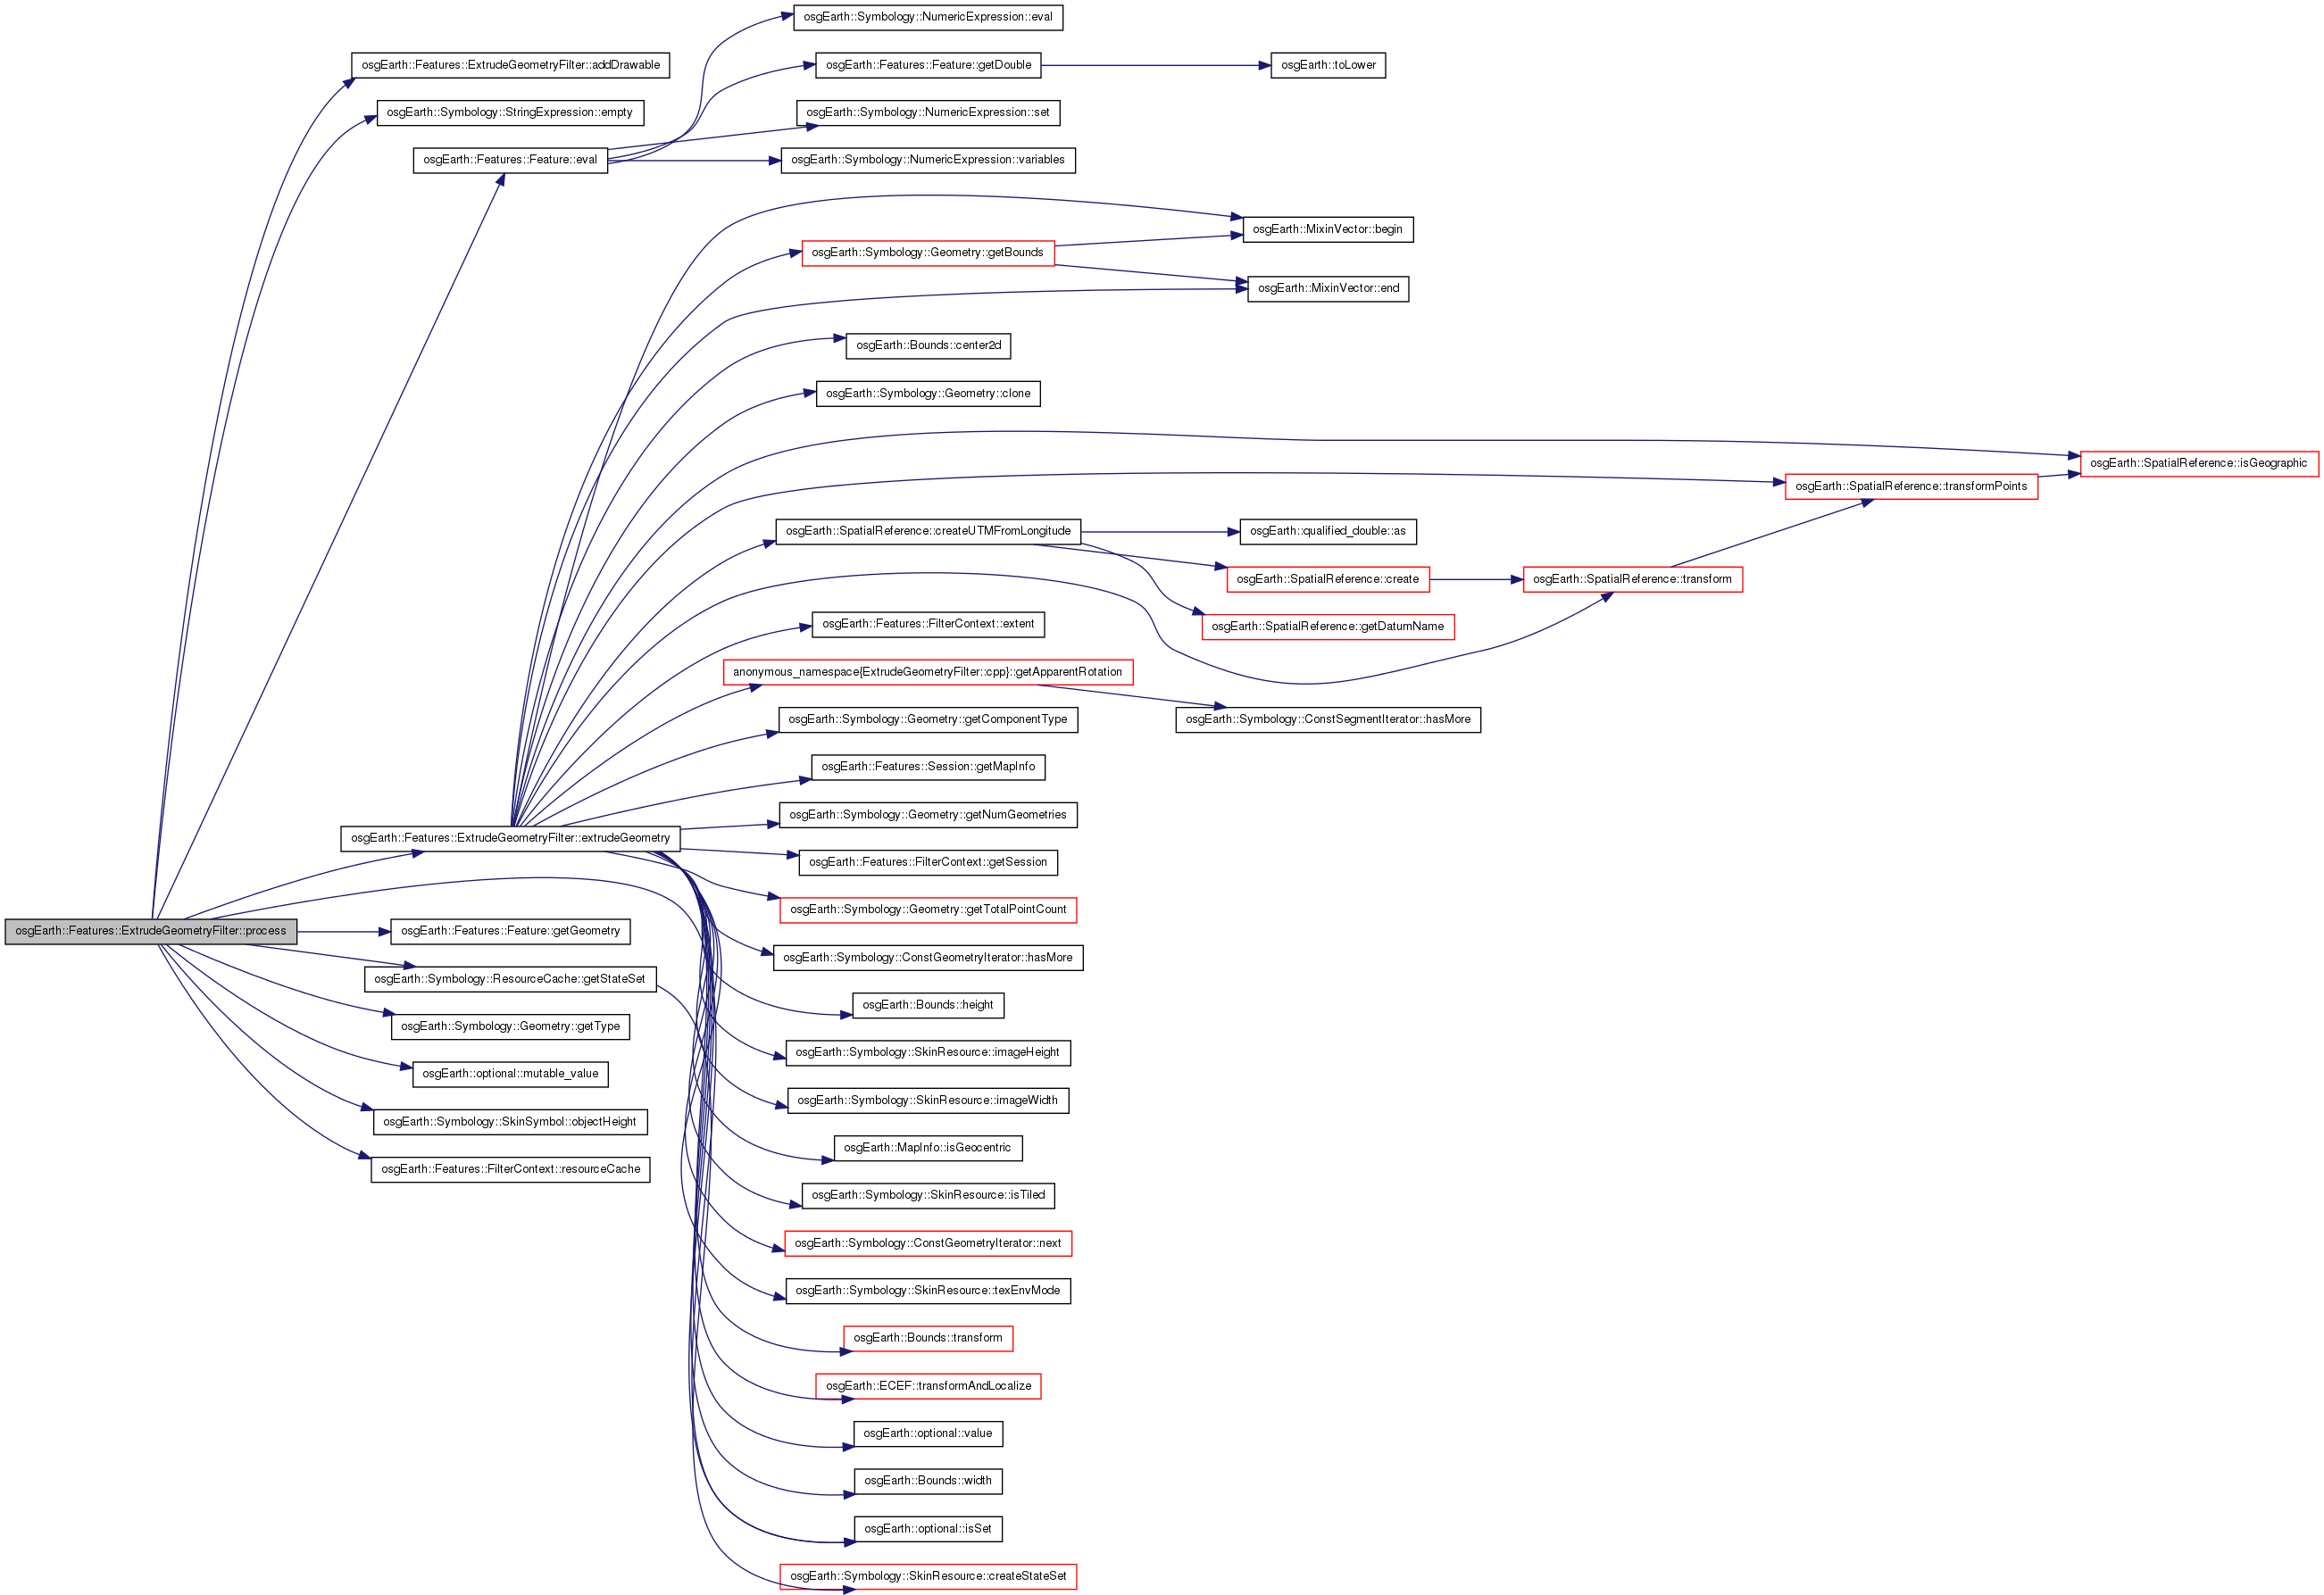 osgEarth::Symbology::NumericExpression::eval
osgEarth::Features::ExtrudeGeometryFilter::addDrawable
osgEarth::Features::Feature::getDouble
osgEarth::toLower
osgEarth::Symbology::StringExpression::empty
osgEarth::Symbology::NumericExpression::set
osgEarth::Features::Feature::eval
osgEarth::Symbology::NumericExpression::variables
osgEarth::MixinVector::begin
osgEarth::Symbology::Geometry::getBounds
osgEarth::MixinVector::end
osgEarth::Bounds::center2d
osgEarth::Symbology::Geometry::clone
osgEarth::SpatialReference::isGeographic
osgEarth::SpatialReference::transformPoints
osgEarth::SpatialReference::createUTMFromLongitude
osgEarth::qualified_double::as
osgEarth::SpatialReference::create
osgEarth::SpatialReference::transform
osgEarth::Features::FilterContext::extent
osgEarth::SpatialReference::getDatumName
anonymous_namespace{ExtrudeGeometryFilter::cpp}::getApparentRotation
osgEarth::Symbology::Geometry::getComponentType
osgEarth::Symbology::ConstSegmentIterator::hasMore
osgEarth::Features::Session::getMapInfo
osgEarth::Symbology::Geometry::getNumGeometries
osgEarth::Features::ExtrudeGeometryFilter::extrudeGeometry
osgEarth::Features::FilterContext::getSession
osgEarth::Symbology::Geometry::getTotalPointCount
osgEarth::Features::ExtrudeGeometryFilter::process
osgEarth::Features::Feature::getGeometry
osgEarth::Symbology::ConstGeometryIterator::hasMore
osgEarth::Symbology::ResourceCache::getStateSet
osgEarth::Bounds::height
osgEarth::Symbology::Geometry::getType
osgEarth::Symbology::SkinResource::imageHeight
osgEarth::optional::mutable_value
osgEarth::Symbology::SkinResource::imageWidth
osgEarth::Symbology::SkinSymbol::objectHeight
osgEarth::MapInfo::isGeocentric
osgEarth::Features::FilterContext::resourceCache
osgEarth::Symbology::SkinResource::isTiled
osgEarth::Symbology::ConstGeometryIterator::next
osgEarth::Symbology::SkinResource::texEnvMode
osgEarth::Bounds::transform
osgEarth::ECEF::transformAndLocalize
osgEarth::optional::value
osgEarth::Bounds::width
osgEarth::optional::isSet
osgEarth::Symbology::SkinResource::createStateSet